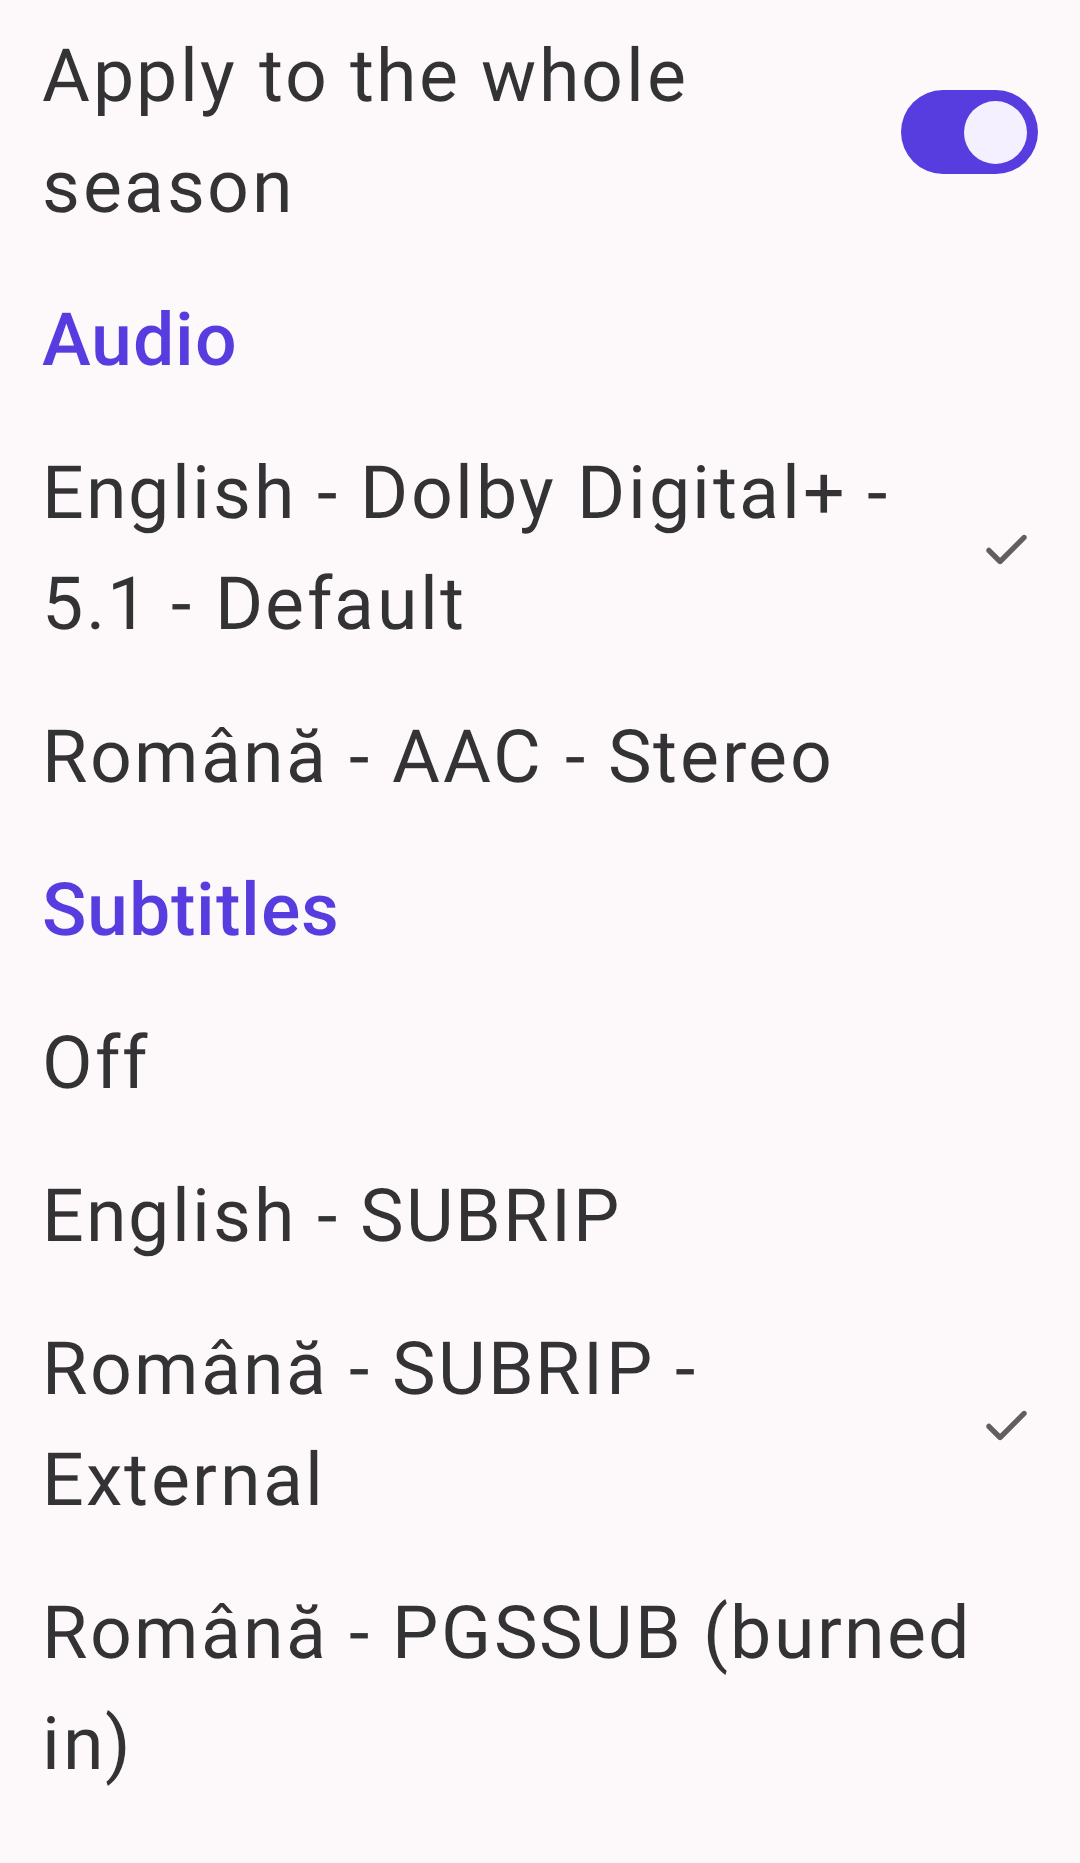 Apply to the whole
season
Audio
English - Dolby Digital+ -
5.1 - Default
Română - AAC - Stereo
Subtitles
Off
English - SUBRIP
Română - SUBRIP -
External
Română - PGSSUB (burned
in)